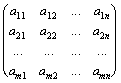 a11 a12 ... a1n
a21 a22 ... a2n
... ... ... ...
am1 am2 ... amn